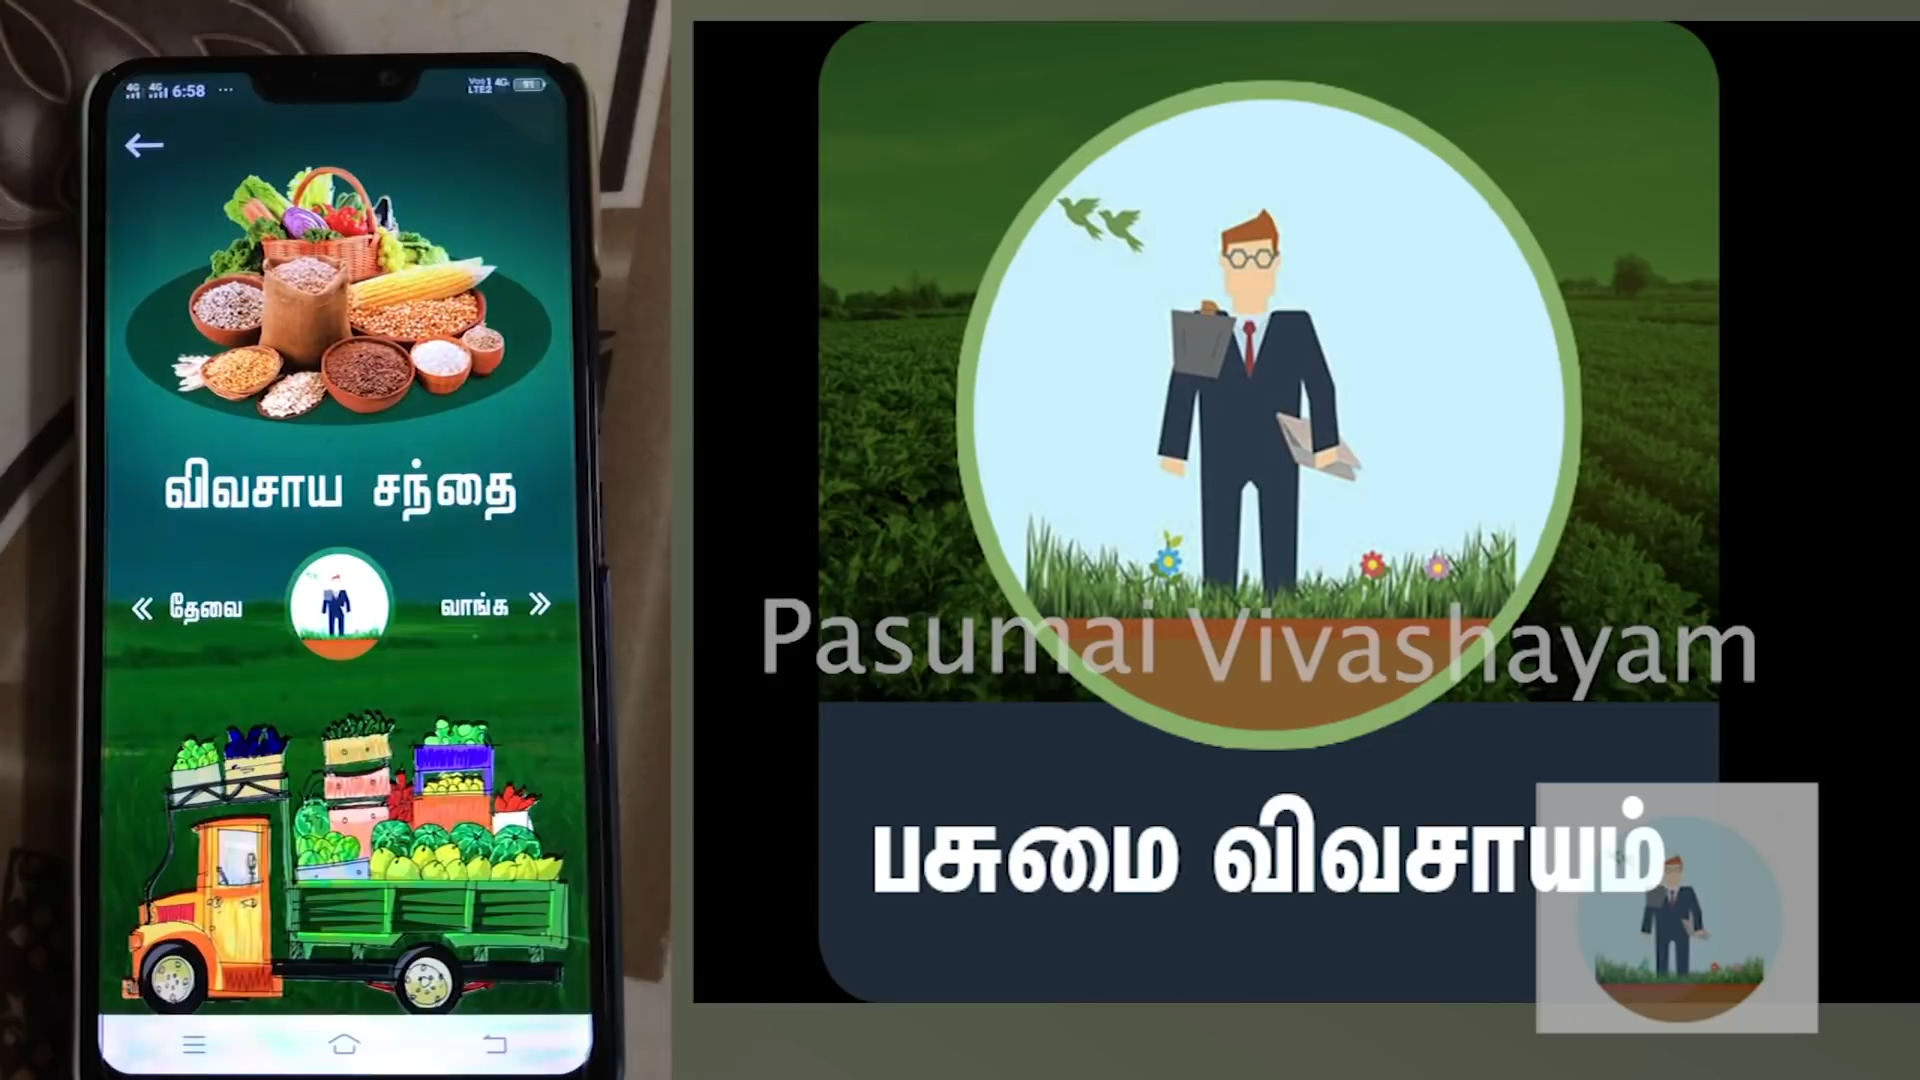 6:58
விவசாய சந்தை
தேவை
வாங்க
Pasumai Vivashayam
பசுமை விவசாயம்